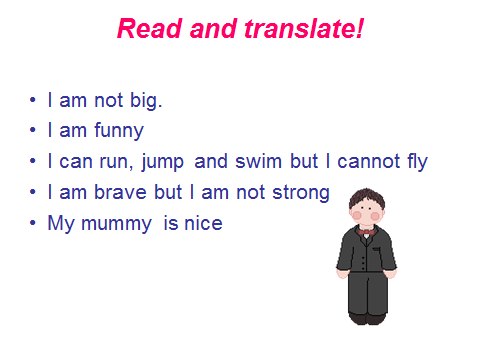 Read and translate!
• I am not big.
• I am funny
• I can run, jump and swim but I cannot fly
• I am brave but I am not strong
• My mummy is nice